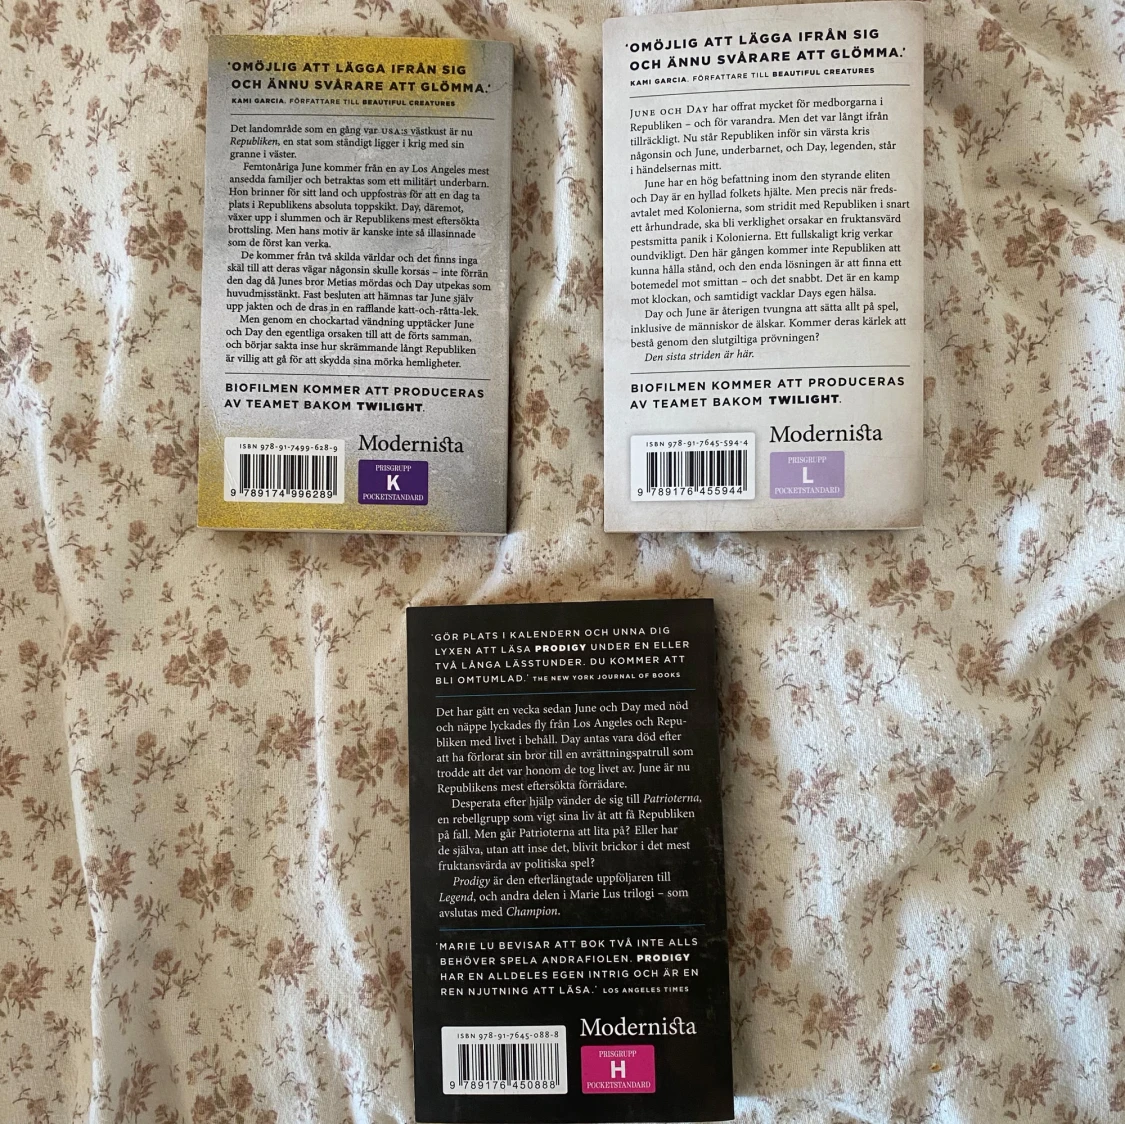 'OMÖJLIG ATT LÄGGA IFRÅN SIG
OCH ÄNNU SVÅRARE ATT GLÖMMA.'
KAMI GARCIA, FÖRFATTARE TILL BEAUTIFUL CREATURES
Det landområde som en gång var USA:s västkust är nu
Republiken, en stat som ständigt ligger i krig med sin
granne i väster.
Femtonåriga June kommer från en av Los Angeles mest
ansedda familjer och betraktas som ett militärt underbarn.
Hon brinner för sitt land och uppfostras för att en dag ta
plats i Republikens absoluta toppskikt. Day, däremot,
växer upp i slummen och är Republikens mest eftersökta
brottsling. Men hans motiv är kanske inte så illasinnade
som de först kan verka.
De kommer från två skilda världar och det finns inga
skäl till att deras vägar någonsin skulle korsas – inte förrän
den dag då Junes bror Metias mördas och Day utpekas som
huvudmisstänkt. Fast besluten att hämnas tar June själv
upp jakten och de dras in en rafflande katt-och-råtta-lek.
Men genom en chockartad vändning upptäcker June
och Day den egentliga orsaken till att de förts samman,
och börjar sakta inse hur skrämmande långt Republiken
är villig att gå för att skydda sina mörka hemligheter.
BIOFILMEN KOMMER ATT PRODUCERAS
AV TEAMET BAKOM TWILIGHT.
ISBN 978-91-7499-628-9
9 789174 996289
Modernista
PRISGRUPP
K
POCKETSTANDARD
'OMÖJLIG ATT LÄGGA IFRÅN SIG
OCH ÄNNU SVÅRARE ATT GLÖMMA.'
KAMI GARCIA, FÖRFATTARE TILL BEAUTIFUL CREATURES
JUNE OCH DAY har offrat mycket för medborgarna i
Republiken – och för varandra. Men det var långt ifrån
tillräckligt. Nu står Republiken inför sin värsta kris
någonsin och June, underbarnet, och Day, legenden, står
i händelsernas mitt.
June har en hög befattning inom den styrande eliten
och Day är en hyllad folkets hjälte. Men precis när freds-
avtalet med Kolonierna, som stridit med Republiken i snart
ett århundrade, ska bli verklighet orsakar en fruktansvärd
pestsmitta panik i Kolonierna. Ett fullskaligt krig verkar
oundvikligt. Den här gången kommer inte Republiken att
kunna hålla stånd, och den enda lösningen är att finna ett
botemedel mot smittan – och det snabbt. Det är en kamp
mot klockan, och samtidigt vacklar Days egen hälsa.
Day och June är återigen tvungna att sätta allt på spel,
inklusive de människor de älskar. Kommer deras kärlek att
bestå genom den slutgiltiga prövningen?
Den sista striden är här.
BIOFILMEN KOMMER ATT PRODUCERAS
AV TEAMET BAKOM TWILIGHT.
ISBN 978-91-7645-594-4
9 789176 455944
Modernista
PRISGRUPP
L
POCKETSTANDARD
'GÖR PLATS I KALENDERN OCH UNNA DIG
LYXEN ATT LÄSA PRODIGY UNDER EN ELLER
TVÅ LÅNGA LÄSSTUNDER. DU KOMMER ATT
BLI OMTUMLAD.' THE NEW YORK JOURNAL OF BOOKS
Det har gått en vecka sedan June och Day med nöd
och näppe lyckades fly från Los Angeles och Repu-
bliken med livet i behåll. Day antas vara död efter
att ha förlorat sin bror till en avrättningspatrull som
trodde att det var honom de tog livet av. June är nu
Republikens mest eftersökta förrädare.
Desperata efter hjälp vänder de sig till Patrioterna,
en rebellgrupp som vigt sina liv åt att få Republiken
på fall. Men går Patrioterna att lita på? Eller har
de själva, utan att inse det, blivit brickor i det mest
fruktansvärda av politiska spel?
Prodigy är den efterlängtade uppföljaren till
Legend, och andra delen i Marie Lus trilogi – som
avslutas med Champion.
'MARIE LU BEVISAR ATT BOK TVÅ INTE ALLS
BEHÖVER SPELA ANDRAFIOLEN. PRODIGY
HAR EN ALLDELES EGEN INTRIG OCH ÄR EN
REN NJUTNING ATT LÄSA.' LOS ANGELES TIMES
ISBN 978-91-7645-088-8
9 789176 450888
Modernista
PRISGRUPP
H
POCKETSTANDARD